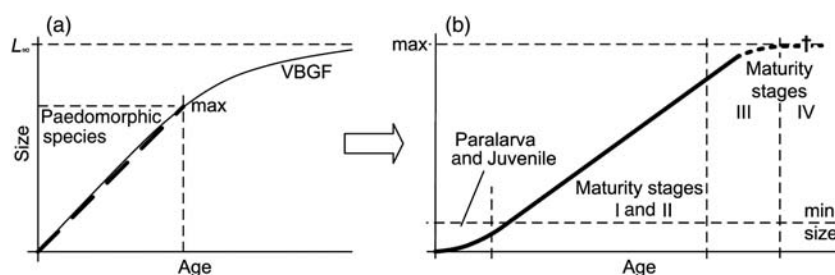 (a)
L∞
VBGF
max
Paedomorphic
species
Size
Age
(b)
max
†
Maturity
stages
III
IV
Paralarva
and Juvenile
Maturity stages
I and II
min
size
Age